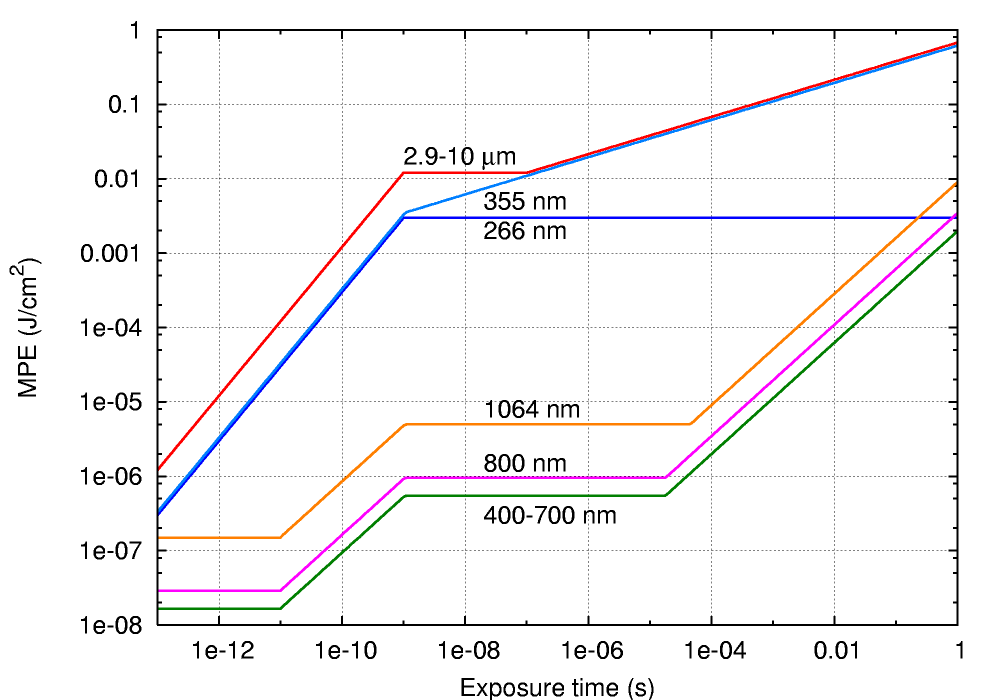 1
0.1
0.01
0.001
1e-04
1e-05
1e-06
1e-07
1e-08
MPE (J/cm²)
2.9-10 μm
355 nm
266 nm
1064 nm
800 nm
400-700 nm
1e-12 1e-10 1e-08 1e-06 1e-04 0.01 1
Exposure time (s)